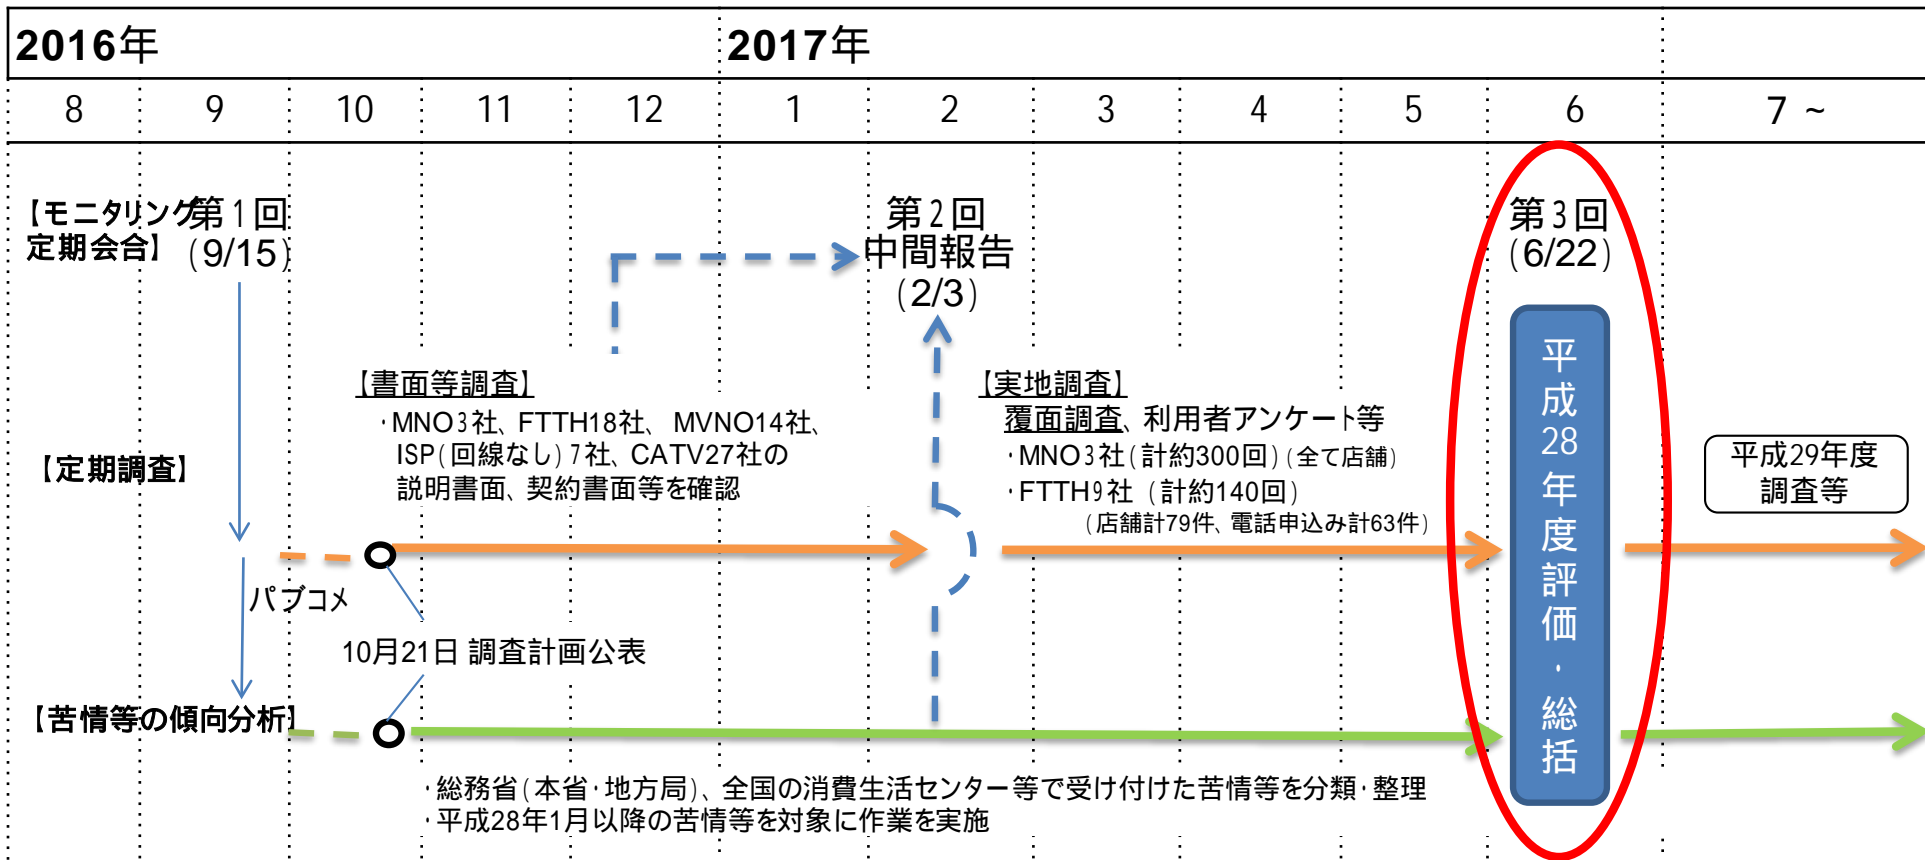 2016年
2017年
8 9 10 11 12 1 2 3 4 5 6 7 ~
【モニタリング
定期会合】
第1回
(9/15)
第2回
中間報告
(2/3)
第3回
(6/22)
【書面等調査】
・MNO3社、FTTH18社、MVNO14社、
ISP(回線なし)7社、CATV27社の
説明書面、契約書面等を確認
【実地調査】
覆面調査、利用者アンケート等
・MNO3社(計約300回)(全て店舗)
・FTTH9社 (計約140回)
(店舗計79件、電話申込み計63件)
【定期調査】
平成28年度評価・総括
平成29年度
調査等
パブコメ
10月21日 調査計画公表
【苦情等の傾向分析】
・総務省(本省・地方局)、全国の消費生活センター等で受け付けた苦情等を分類・整理
・平成28年1月以降の苦情等を対象に作業を実施